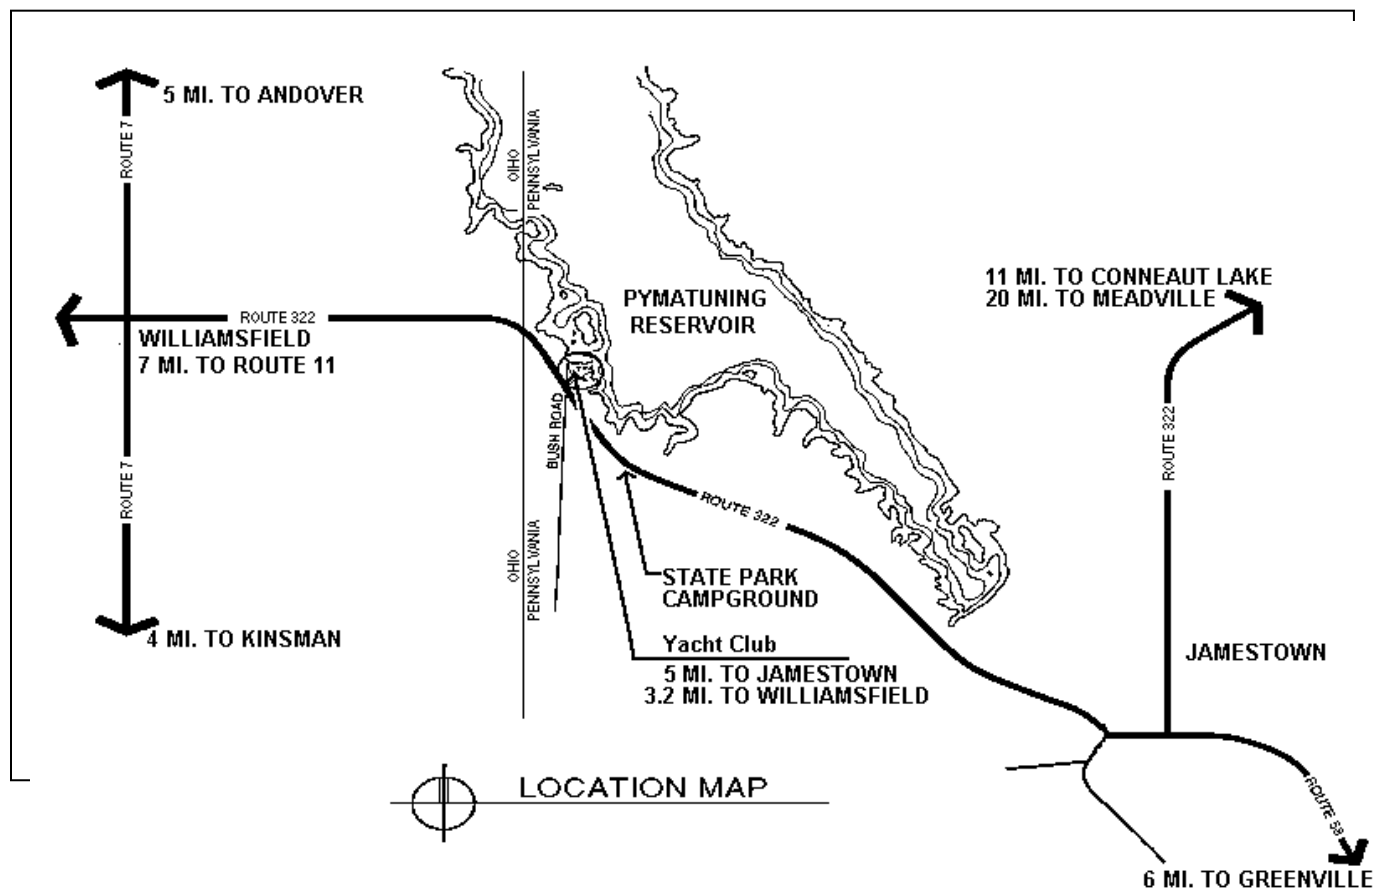 5 MI. TO ANDOVER
ROUTE 7
OIHO
PENNSYLVANIA
11 MI. TO CONNEAUT LAKE
20 MI. TO MEADVILLE
PYMATUNING
RESERVOIR
ROUTE 322
WILLIAMSFIELD
7 MI. TO ROUTE 11
BUSH ROAD
ROUTE 322
ROUTE 7
ROUTE 322
OHIO
PENNSYLVANIA
STATE PARK
CAMPGROUND
4 MI. TO KINSMAN
Yacht Club
5 MI. TO JAMESTOWN
3.2 MI. TO WILLIAMSFIELD
JAMESTOWN
LOCATION MAP
ROUTE 58
6 MI. TO GREENVILLE